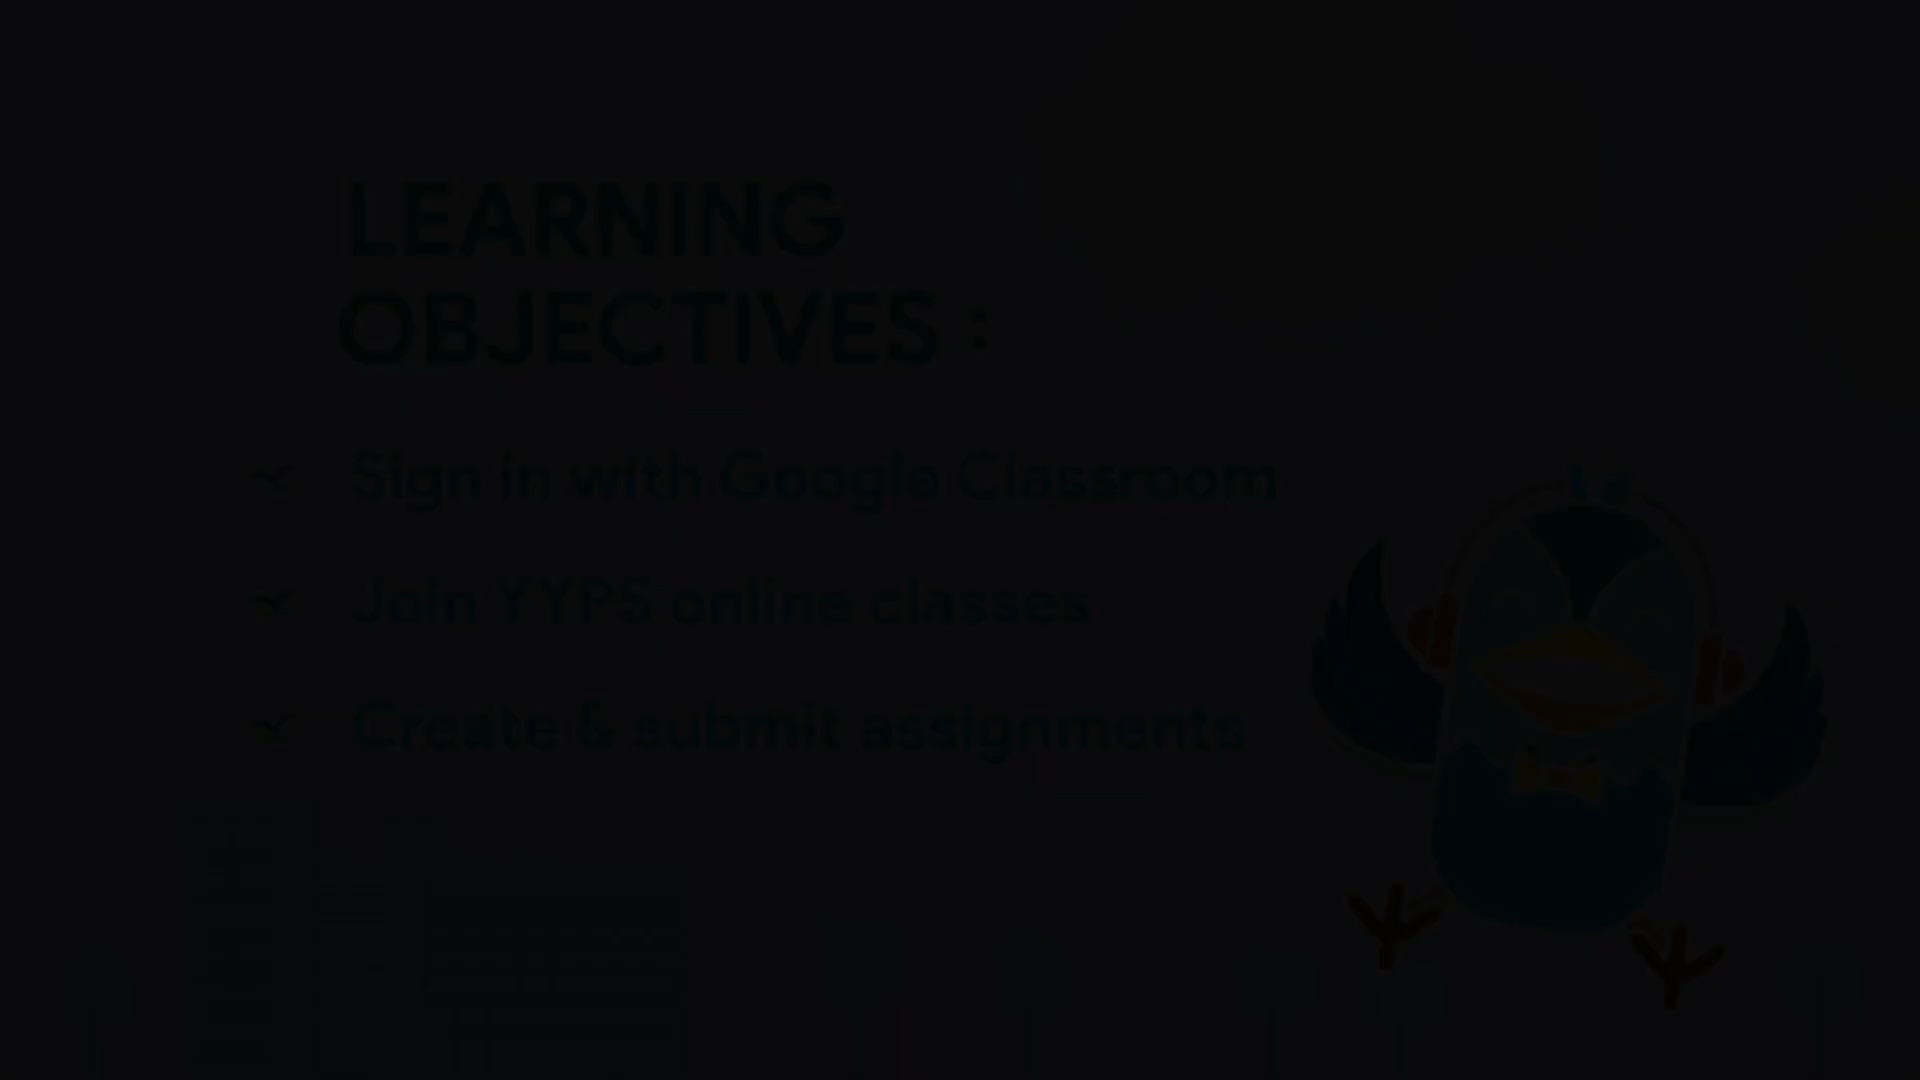 LEARNING
OBJECTIVES :
Sign in with Google Classroom
Join YYPS online classes
Create & submit assignments